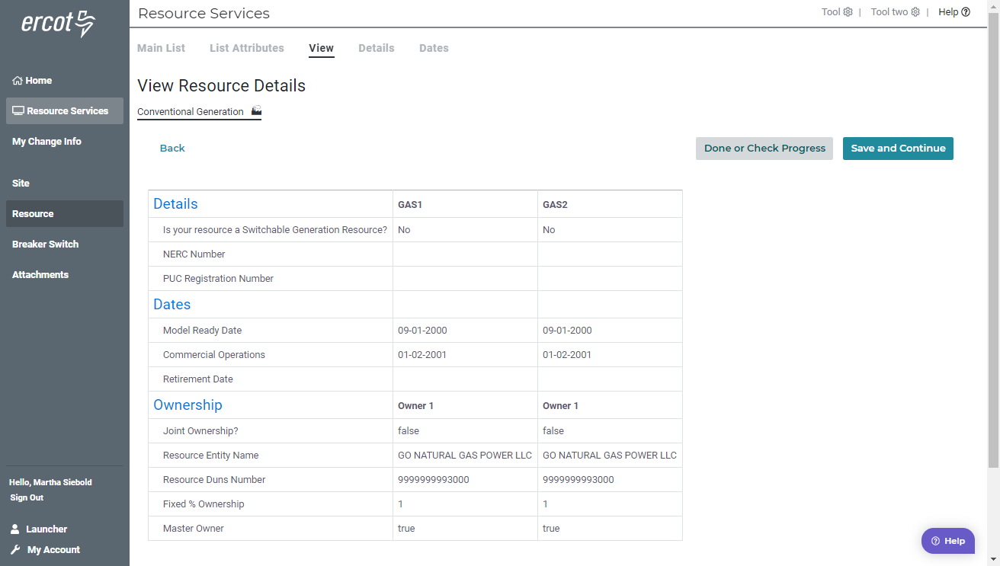 ercot
Resource Services
Tool | Tool two | Help
Main List List Attributes View Details Dates
Home
Resource Services
My Change Info
Site
Resource
Breaker Switch
Attachments
Hello, Martha Siebold
Sign Out
Launcher
My Account
View Resource Details
Conventional Generation
Back
Done or Check Progress
Save and Continue
Details GAS1 GAS2
Is your resource a Switchable Generation Resource? No No
NERC Number
PUC Registration Number
Dates
Model Ready Date 09-01-2000 09-01-2000
Commercial Operations 01-02-2001 01-02-2001
Retirement Date
Ownership Owner 1 Owner 1
Joint Ownership? false false
Resource Entity Name GO NATURAL GAS POWER LLC GO NATURAL GAS POWER LLC
Resource Duns Number 9999999993000 9999999993000
Fixed % Ownership 1 1
Master Owner true true
Help